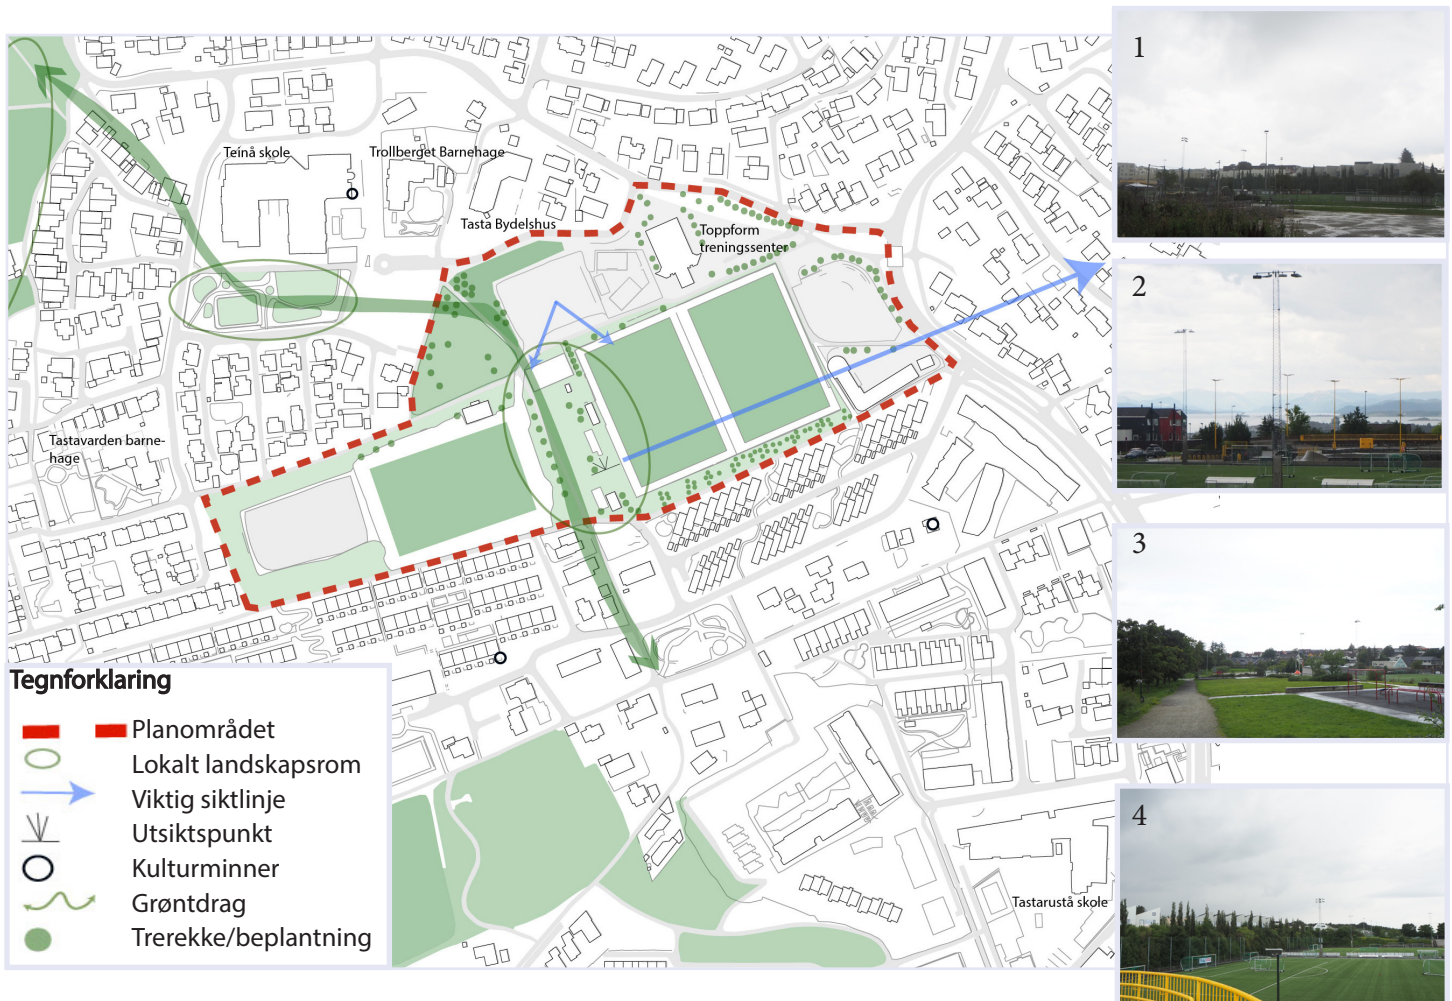 1
Teinå skole
Trollberget Barnehage
Tasta Bydelshus
Toppform
treningssenter
2
Tastavarden barne-
hage
3
Tegnforklaring
Planområdet
Lokalt landskapsrom
Viktig siktlinje
Utsiktspunkt
Kulturminner
Grøntdrag
Trerekke/beplantning
4
Tastarustå skole